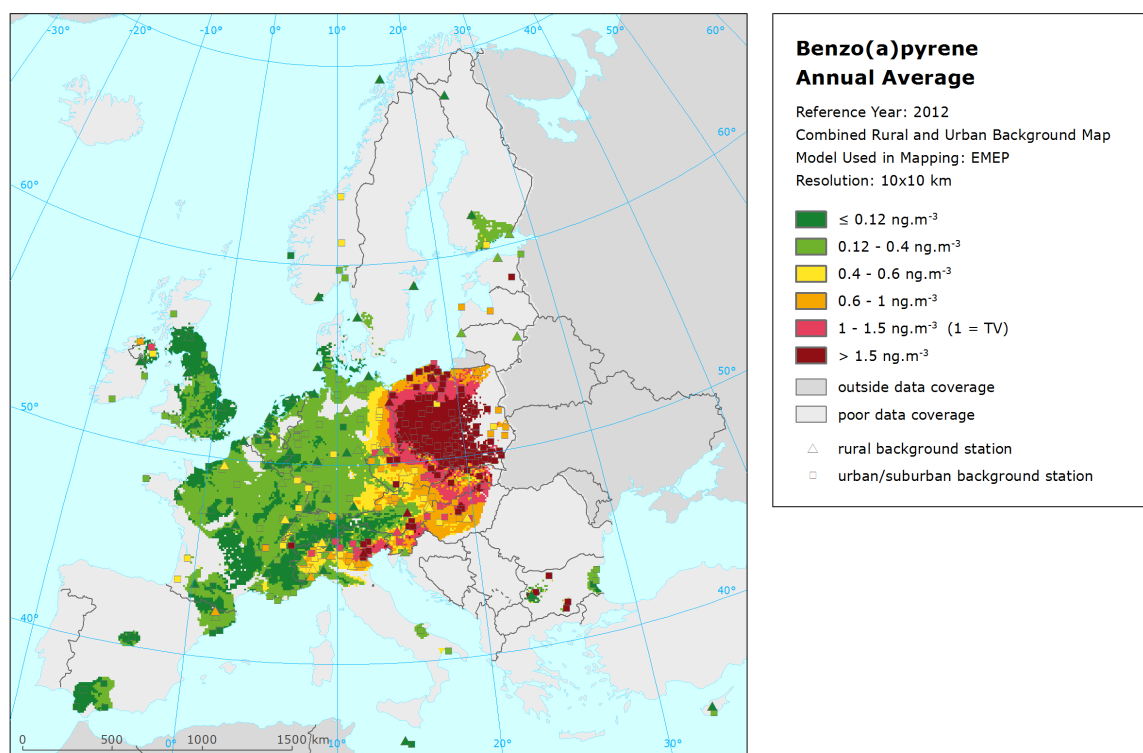 -30° -20° -10° 0° 10° 20° 30° 40° 50° 60°
60°
60°
50°
50°
40°
40°
0 500 1000 1500 km
0° 10° 20° 30°
Benzo(a)pyrene
Annual Average
Reference Year: 2012
Combined Rural and Urban Background Map
Model Used in Mapping: EMEP
Resolution: 10x10 km
≤ 0.12 ng.m⁻³
0.12 - 0.4 ng.m⁻³
0.4 - 0.6 ng.m⁻³
0.6 - 1 ng.m⁻³
1 - 1.5 ng.m⁻³ (1 = TV)
> 1.5 ng.m⁻³
outside data coverage
poor data coverage
rural background station
urban/suburban background station